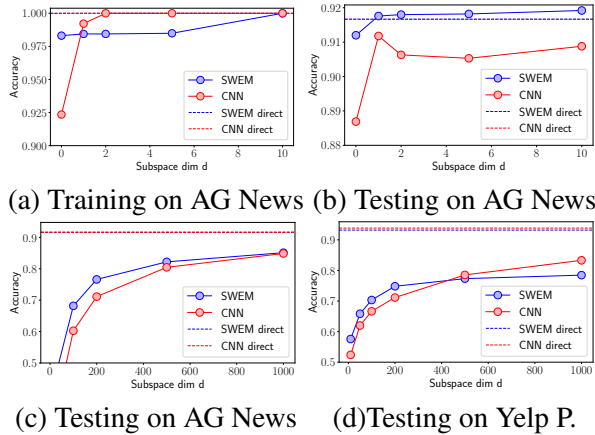 1.000
0.975
0.950
0.925
0.900
Accuracy
0 2 4 6 8 10
Subspace dim d
SWEM
CNN
SWEM direct
CNN direct
(a) Training on AG News
0.92
0.91
0.90
0.89
0.88
Accuracy
0 2 4 6 8 10
Subspace dim d
SWEM
CNN
SWEM direct
CNN direct
(b) Testing on AG News
0.9
0.8
0.7
0.6
0.5
Accuracy
0 200 400 600 800 1000
Subspace dim d
SWEM
CNN
SWEM direct
CNN direct
(c) Testing on AG News
0.9
0.8
0.7
0.6
0.5
Accuracy
0 200 400 600 800 1000
Subspace dim d
SWEM
CNN
SWEM direct
CNN direct
(d)Testing on Yelp P.